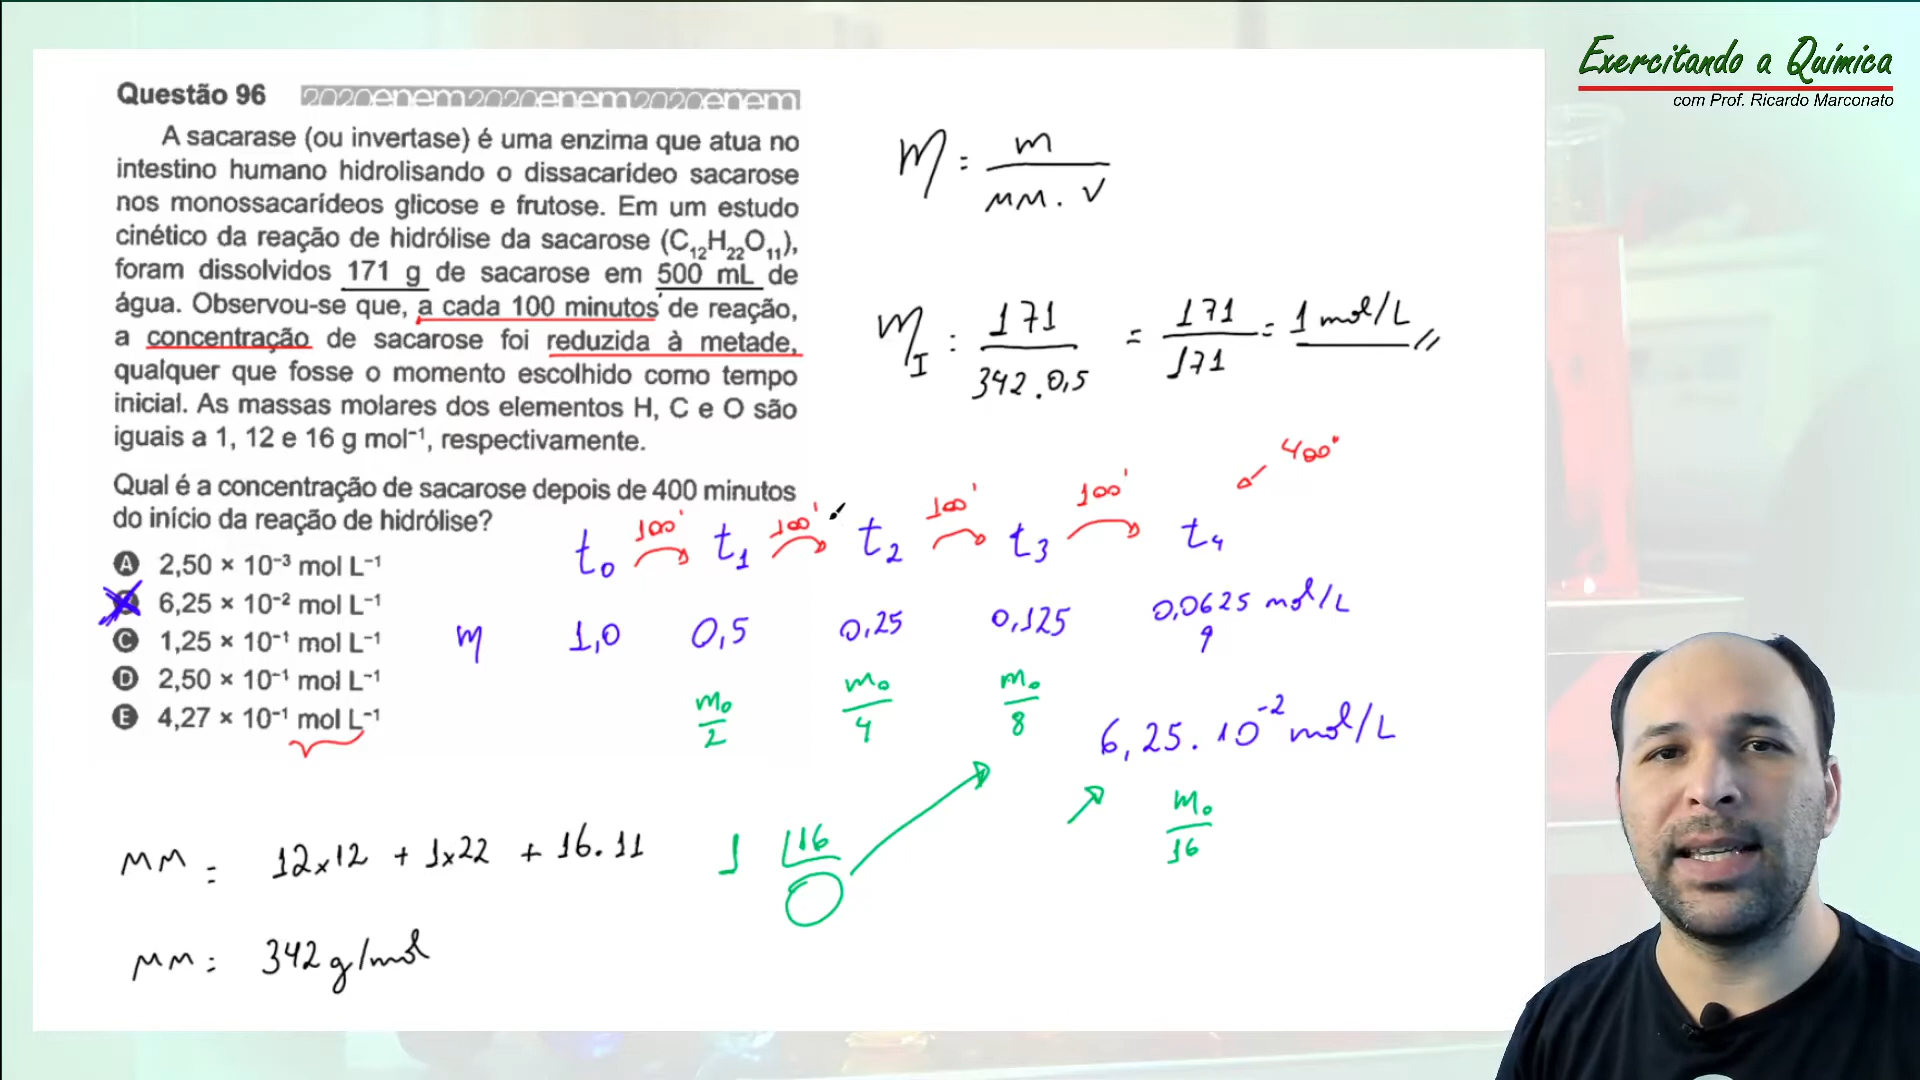 Exercitando a Química
com Prof. Ricardo Marconato
Questão 96 2020enem2020enem2020enem
A sacarase (ou invertase) é uma enzima que atua no
intestino humano hidrolisando o dissacarídeo sacarose
nos monossacarídeos glicose e frutose. Em um estudo
cinético da reação de hidrólise da sacarose (C₁₂H₂₂O₁₁),
foram dissolvidos 171 g de sacarose em 500 mL de
água. Observou-se que, a cada 100 minutos de reação,
a concentração de sacarose foi reduzida à metade,
qualquer que fosse o momento escolhido como tempo
inicial. As massas molares dos elementos H, C e O são
iguais a 1, 12 e 16 g mol⁻¹, respectivamente.
Qual é a concentração de sacarose depois de 400 minutos
do início da reação de hidrólise?
A 2,50 × 10⁻³ mol L⁻¹
6,25 × 10⁻² mol L⁻¹
C 1,25 × 10⁻¹ mol L⁻¹
D 2,50 × 10⁻¹ mol L⁻¹
E 4,27 × 10⁻¹ mol L⁻¹
M = m / MM . V
M_I : 171 / 342 . 0,5 = 171 / 171 = 1 mol/L //
400'
100' 100' 100' 100'
t₀ t₁ t₂ t₃ t₄
M 1,0 0,5 0,25 0,125 0,0625 mol/L
m₀/2 m₀/4 m₀/8
6,25 . 10⁻² mol/L
m₀/16
MM = 12x12 + 1x22 + 16.11
1 16
MM = 342 g/mol